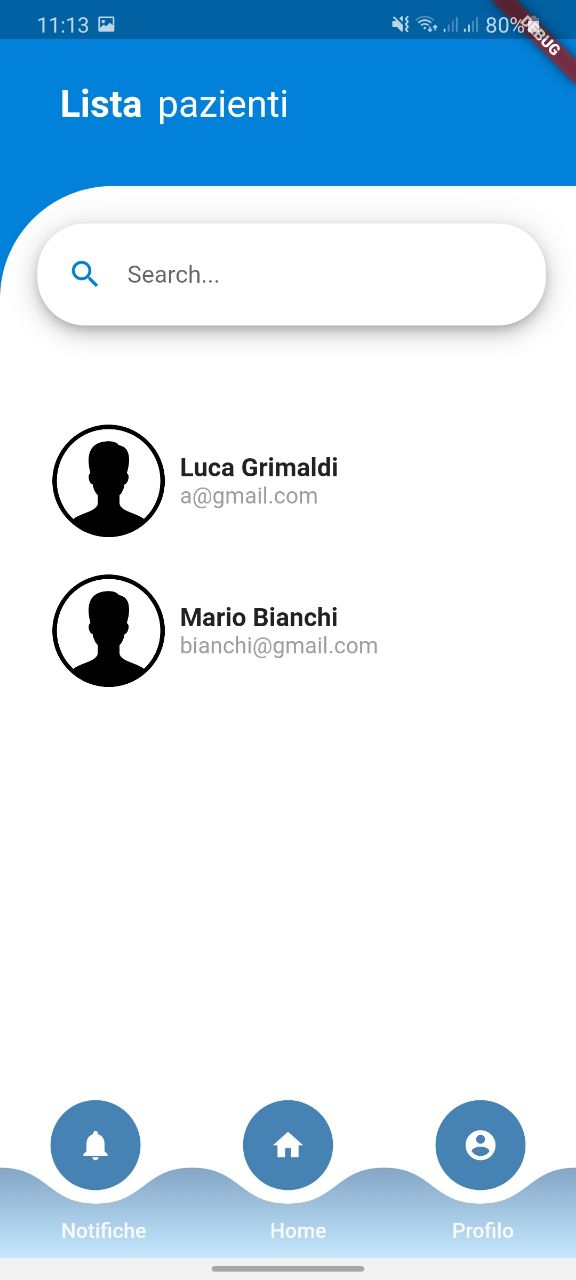 11:13 80%
DEBUG
Lista pazienti
Search...
Luca Grimaldi
a@gmail.com
Mario Bianchi
bianchi@gmail.com
Notifiche Home Profilo